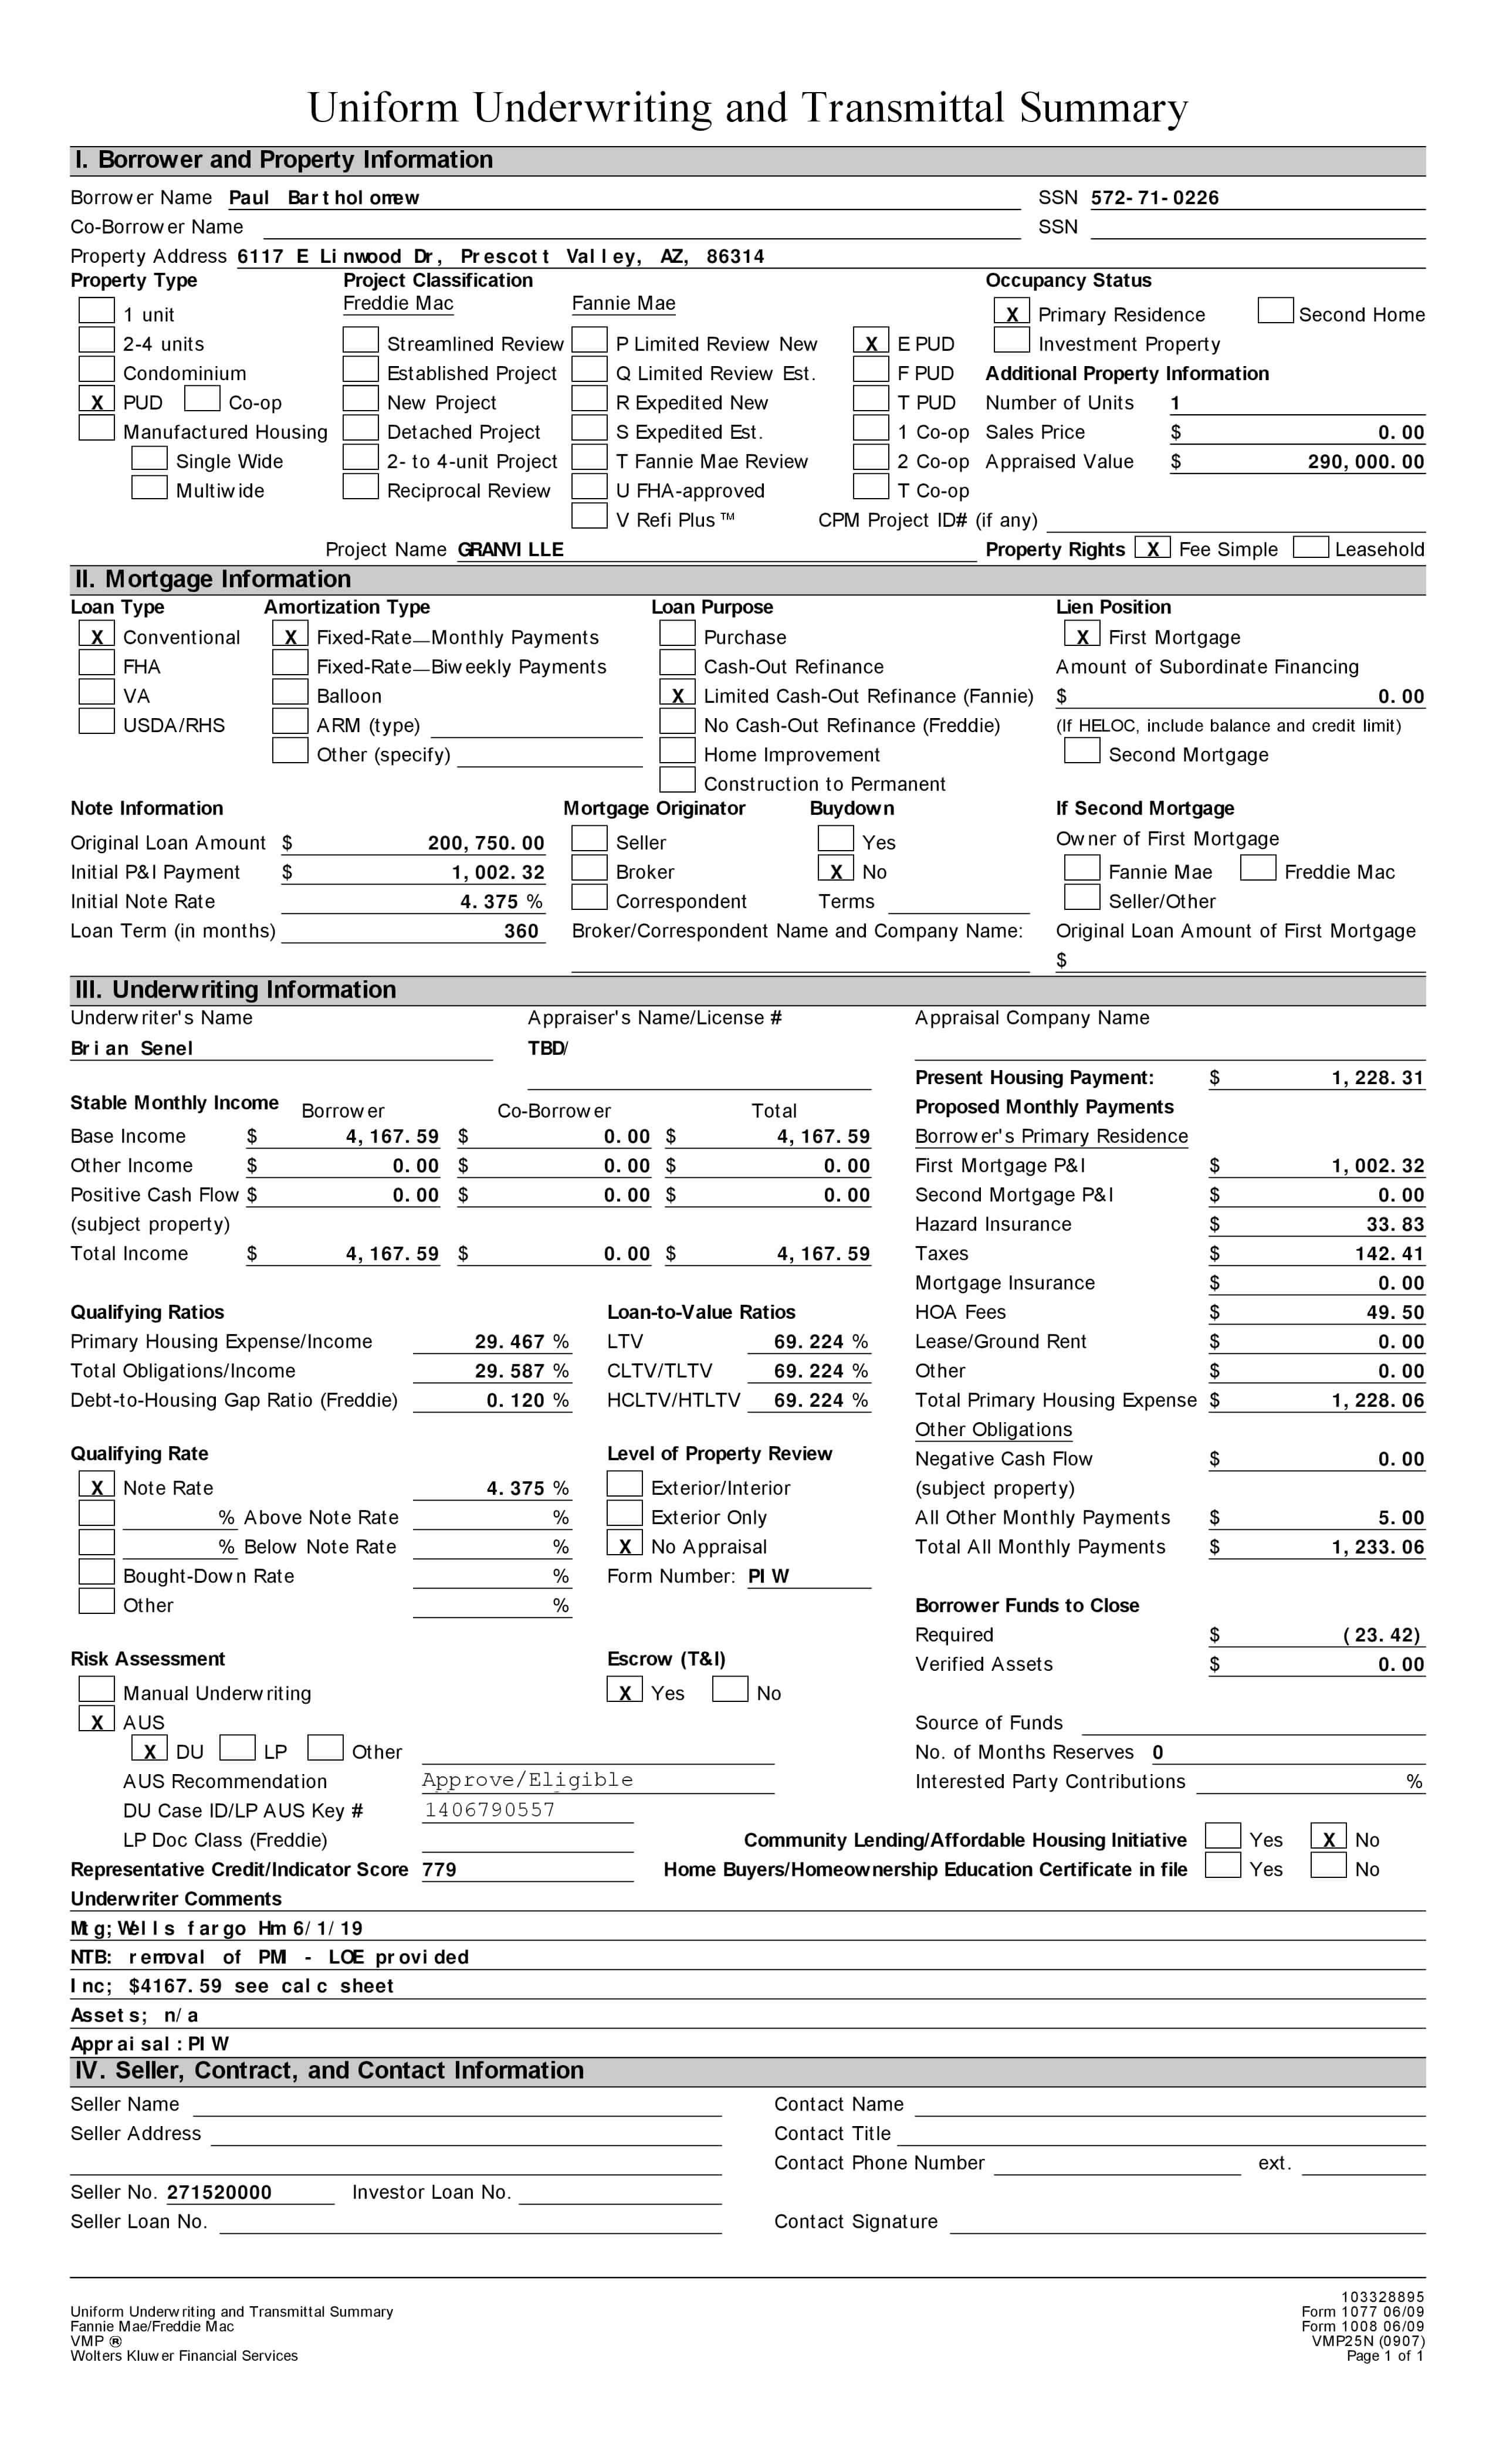 Uniform Underwriting and Transmittal Summary
I. Borrower and Property Information
Borrower Name Paul Bartholomew SSN 572-71-0226
Co-Borrower Name SSN
Property Address 6117 E Linwood Dr, Prescott Valley, AZ, 86314
Property Type Project Classification Occupancy Status
Freddie Mac Fannie Mae
1 unit X Primary Residence Second Home
2-4 units Streamlined Review P Limited Review New X E PUD Investment Property
Condominium Established Project Q Limited Review Est. F PUD Additional Property Information
X PUD Co-op New Project R Expedited New T PUD Number of Units 1
Manufactured Housing Detached Project S Expedited Est. 1 Co-op Sales Price $ 0.00
Single Wide 2- to 4-unit Project T Fannie Mae Review 2 Co-op Appraised Value $ 290,000.00
Multiwide Reciprocal Review U FHA-approved T Co-op
V Refi Plus™ CPM Project ID# (if any)
Project Name GRANVILLE Property Rights X Fee Simple Leasehold
II. Mortgage Information
Loan Type Amortization Type Loan Purpose Lien Position
X Conventional X Fixed-Rate—Monthly Payments Purchase X First Mortgage
FHA Fixed-Rate—Biweekly Payments Cash-Out Refinance Amount of Subordinate Financing
VA Balloon X Limited Cash-Out Refinance (Fannie) $ 0.00
USDA/RHS ARM (type) No Cash-Out Refinance (Freddie) (If HELOC, include balance and credit limit)
Other (specify) Home Improvement Second Mortgage
Construction to Permanent
Note Information Mortgage Originator Buydown If Second Mortgage
Original Loan Amount $ 200,750.00 Seller Yes Owner of First Mortgage
Initial P&I Payment $ 1,002.32 Broker X No Fannie Mae Freddie Mac
Initial Note Rate 4.375 % Correspondent Terms Seller/Other
Loan Term (in months) 360 Broker/Correspondent Name and Company Name: Original Loan Amount of First Mortgage
$
III. Underwriting Information
Underwriter's Name Appraiser's Name/License # Appraisal Company Name
Brian Senel TBD/
Present Housing Payment: $ 1,228.31
Stable Monthly Income Borrower Co-Borrower Total Proposed Monthly Payments
Base Income $ 4,167.59 $ 0.00 $ 4,167.59 Borrower's Primary Residence
Other Income $ 0.00 $ 0.00 $ 0.00 First Mortgage P&I $ 1,002.32
Positive Cash Flow $ 0.00 $ 0.00 $ 0.00 Second Mortgage P&I $ 0.00
(subject property) Hazard Insurance $ 33.83
Total Income $ 4,167.59 $ 0.00 $ 4,167.59 Taxes $ 142.41
Mortgage Insurance $ 0.00
Qualifying Ratios Loan-to-Value Ratios HOA Fees $ 49.50
Primary Housing Expense/Income 29.467 % LTV 69.224 % Lease/Ground Rent $ 0.00
Total Obligations/Income 29.587 % CLTV/TLTV 69.224 % Other $ 0.00
Debt-to-Housing Gap Ratio (Freddie) 0.120 % HCLTV/HTLTV 69.224 % Total Primary Housing Expense $ 1,228.06
Other Obligations
Qualifying Rate Level of Property Review Negative Cash Flow $ 0.00
X Note Rate 4.375 % Exterior/Interior (subject property)
% Above Note Rate % Exterior Only All Other Monthly Payments $ 5.00
% Below Note Rate % X No Appraisal Total All Monthly Payments $ 1,233.06
Bought-Down Rate % Form Number: PIW
Other % Borrower Funds to Close
Required $ (23.42)
Risk Assessment Escrow (T&I) Verified Assets $ 0.00
Manual Underwriting X Yes No
X AUS Source of Funds
X DU LP Other No. of Months Reserves 0
AUS Recommendation Approve/Eligible Interested Party Contributions %
DU Case ID/LP AUS Key # 1406790557
LP Doc Class (Freddie) Community Lending/Affordable Housing Initiative Yes X No
Representative Credit/Indicator Score 779 Home Buyers/Homeownership Education Certificate in file Yes No
Underwriter Comments
Mtg;Wells fargo Hm 6/1/19
NTB: removal of PMI - LOE provided
Inc; $4167.59 see calc sheet
Assets; n/a
Appraisal:PIW
IV. Seller, Contract, and Contact Information
Seller Name Contact Name
Seller Address Contact Title
Contact Phone Number ext.
Seller No. 271520000 Investor Loan No.
Seller Loan No. Contact Signature
103328895
Uniform Underwriting and Transmittal Summary Form 1077 06/09
Fannie Mae/Freddie Mac Form 1008 06/09
VMP ® VMP25N (0907)
Wolters Kluwer Financial Services Page 1 of 1